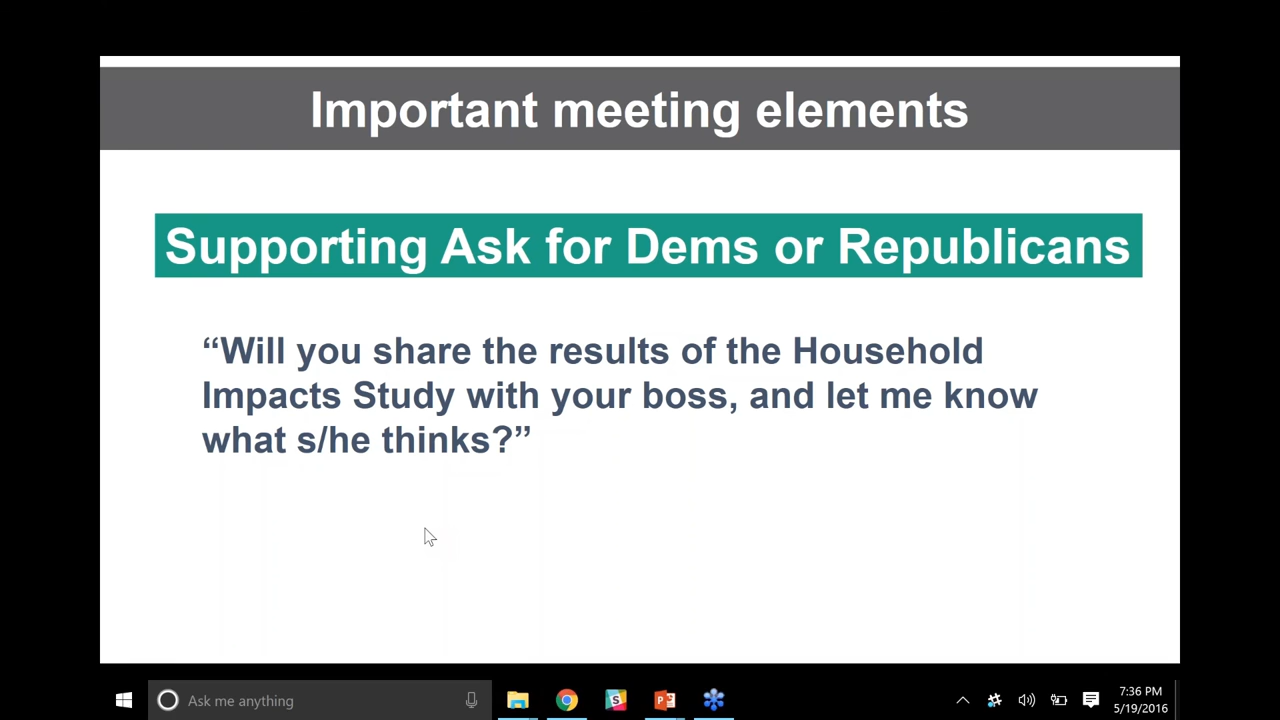 Important meeting elements
Supporting Ask for Dems or Republicans
“Will you share the results of the Household
Impacts Study with your boss, and let me know
what s/he thinks?”
Ask me anything
7:36 PM
5/19/2016